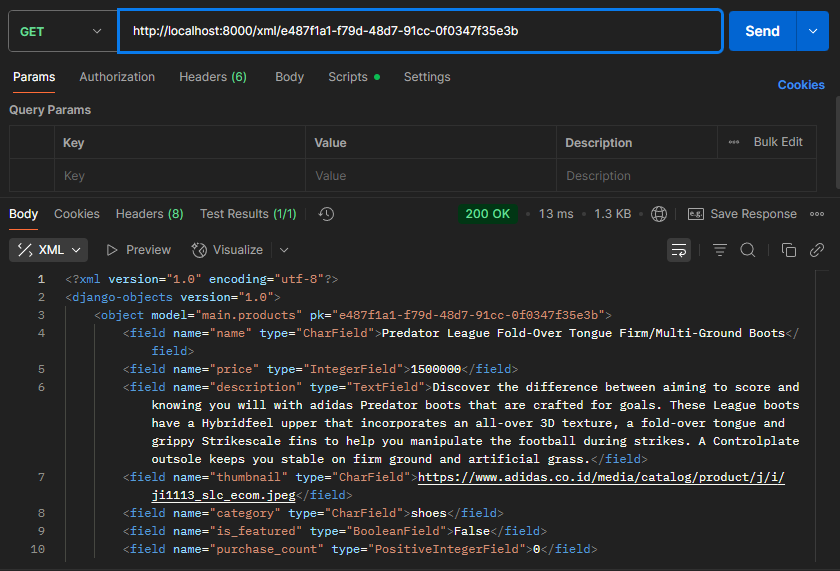 GET http://localhost:8000/xml/e487f1a1-f79d-48d7-91cc-0f0347f35e3b Send
Params Authorization Headers (6) Body Scripts Settings Cookies
Query Params
Key Value Description Bulk Edit
Key Value Description
Body Cookies Headers (8) Test Results (1/1) 200 OK 13 ms 1.3 KB e.g. Save Response
XML Preview Visualize
1 <?xml version="1.0" encoding="utf-8"?>
2 <django-objects version="1.0">
3 <object model="main.products" pk="e487f1a1-f79d-48d7-91cc-0f0347f35e3b">
4 <field name="name" type="CharField">Predator League Fold-Over Tongue Firm/Multi-Ground Boots</
field>
5 <field name="price" type="IntegerField">1500000</field>
6 <field name="description" type="TextField">Discover the difference between aiming to score and
knowing you will with adidas Predator boots that are crafted for goals. These League boots
have a Hybridfeel upper that incorporates an all-over 3D texture, a fold-over tongue and
grippy Strikescale fins to help you manipulate the football during strikes. A Controlplate
outsole keeps you stable on firm ground and artificial grass.</field>
7 <field name="thumbnail" type="CharField">https://www.adidas.co.id/media/catalog/product/j/i/
ji1113_slc_ecom.jpeg</field>
8 <field name="category" type="CharField">shoes</field>
9 <field name="is_featured" type="BooleanField">False</field>
10 <field name="purchase_count" type="PositiveIntegerField">0</field>